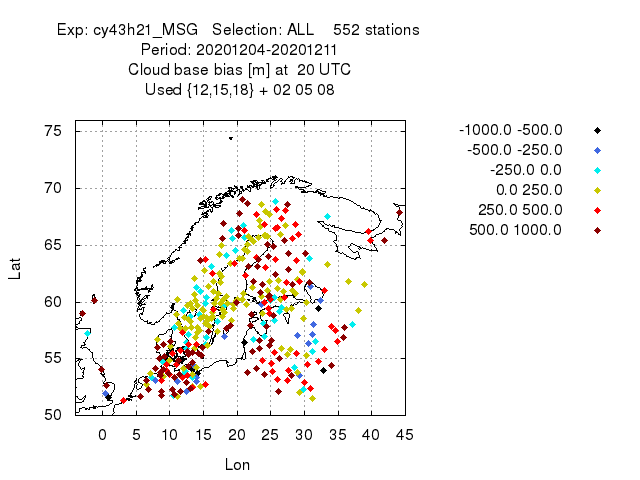 Exp: cy43h21_MSG   Selection: ALL    552 stations
Period: 20201204-20201211
Cloud base bias [m] at  20 UTC
Used {12,15,18} + 02 05 08
-1000.0 -500.0
-500.0 -250.0
-250.0 0.0
0.0 250.0
250.0 500.0
500.0 1000.0
75
70
65
60
55
50
Lat
0 5 10 15 20 25 30 35 40 45
Lon